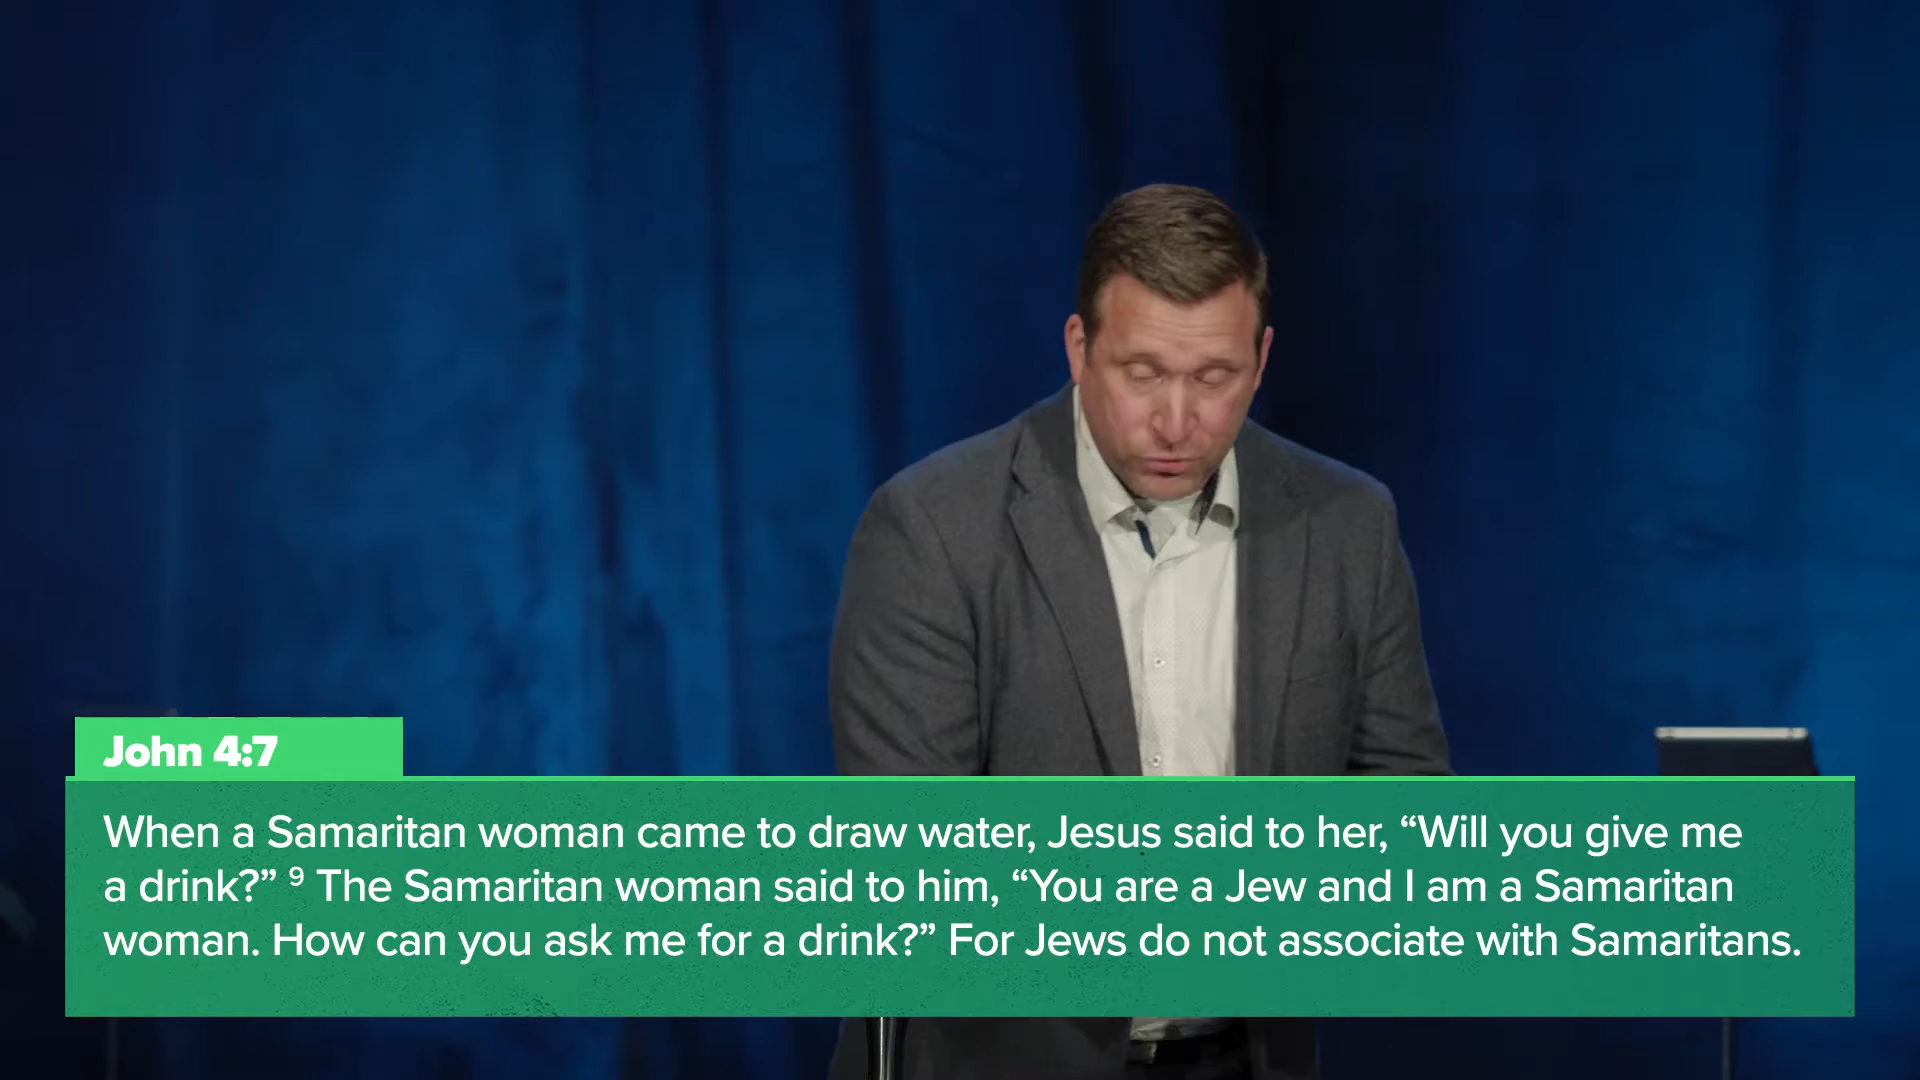 John 4:7
When a Samaritan woman came to draw water, Jesus said to her, “Will you give me
a drink?” ⁹ The Samaritan woman said to him, “You are a Jew and I am a Samaritan
woman. How can you ask me for a drink?” For Jews do not associate with Samaritans.